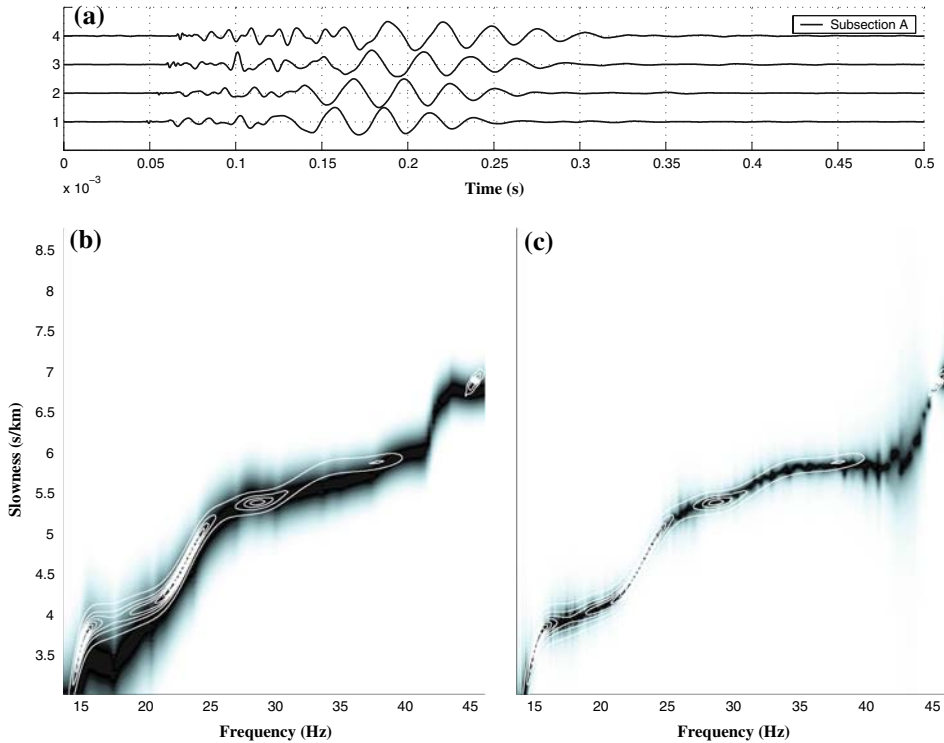 (a)
Subsection A
4
3
2
1
0 0.05 0.1 0.15 0.2 0.25 0.3 0.35 0.4 0.45 0.5
x 10⁻³
Time (s)
(b)
8.5
8
7.5
7
6.5
6
5.5
5
4.5
4
3.5
Slowness (s/km)
15 20 25 30 35 40 45
Frequency (Hz)
(c)
15 20 25 30 35 40 45
Frequency (Hz)